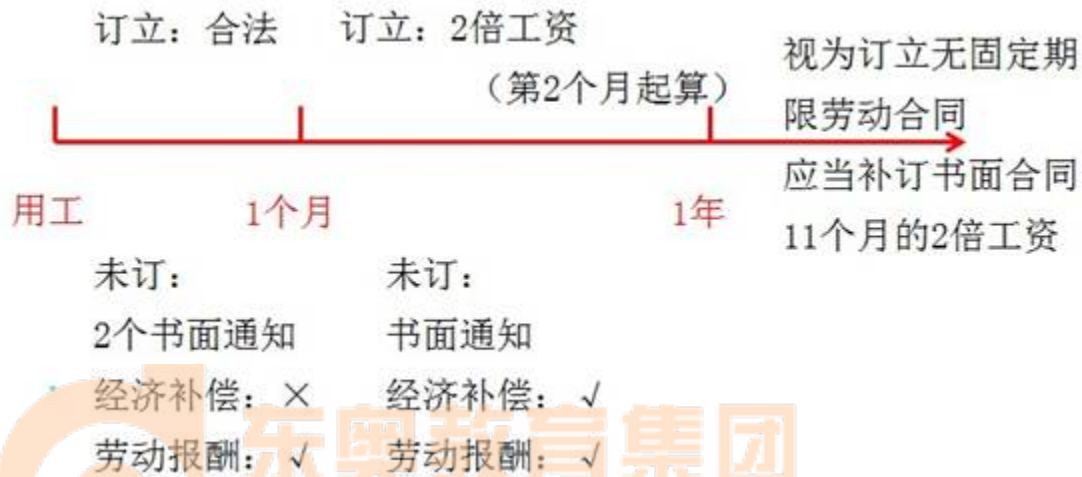 订立：合法
订立：2倍工资
（第2个月起算）
视为订立无固定期
限劳动合同
应当补订书面合同
11个月的2倍工资
用工
1个月
1年
未订：
2个书面通知
经济补偿：×
劳动报酬：√
未订：
书面通知
经济补偿：√
劳动报酬：√
东奥教育集团